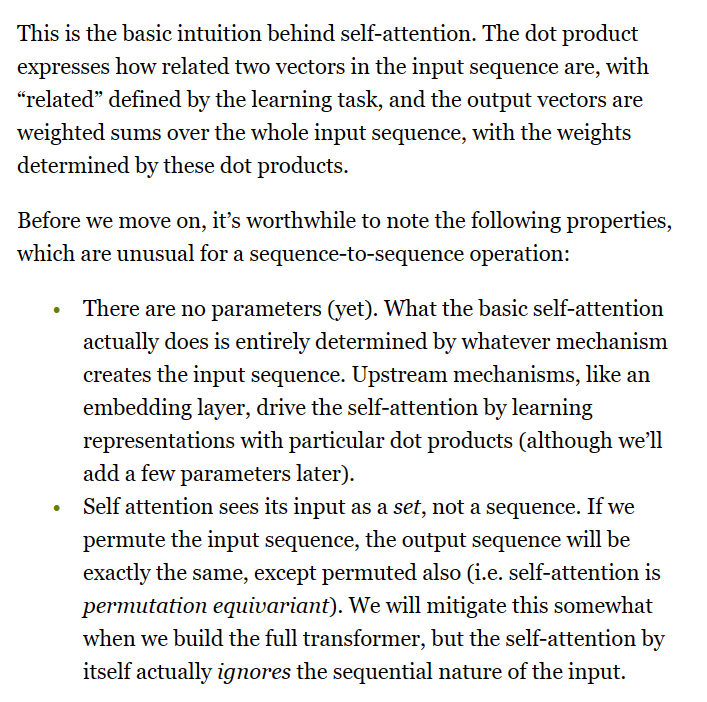 This is the basic intuition behind self-attention. The dot product
expresses how related two vectors in the input sequence are, with
“related” defined by the learning task, and the output vectors are
weighted sums over the whole input sequence, with the weights
determined by these dot products.
Before we move on, it’s worthwhile to note the following properties,
which are unusual for a sequence-to-sequence operation:
• There are no parameters (yet). What the basic self-attention
actually does is entirely determined by whatever mechanism
creates the input sequence. Upstream mechanisms, like an
embedding layer, drive the self-attention by learning
representations with particular dot products (although we’ll
add a few parameters later).
• Self attention sees its input as a set, not a sequence. If we
permute the input sequence, the output sequence will be
exactly the same, except permuted also (i.e. self-attention is
permutation equivariant). We will mitigate this somewhat
when we build the full transformer, but the self-attention by
itself actually ignores the sequential nature of the input.